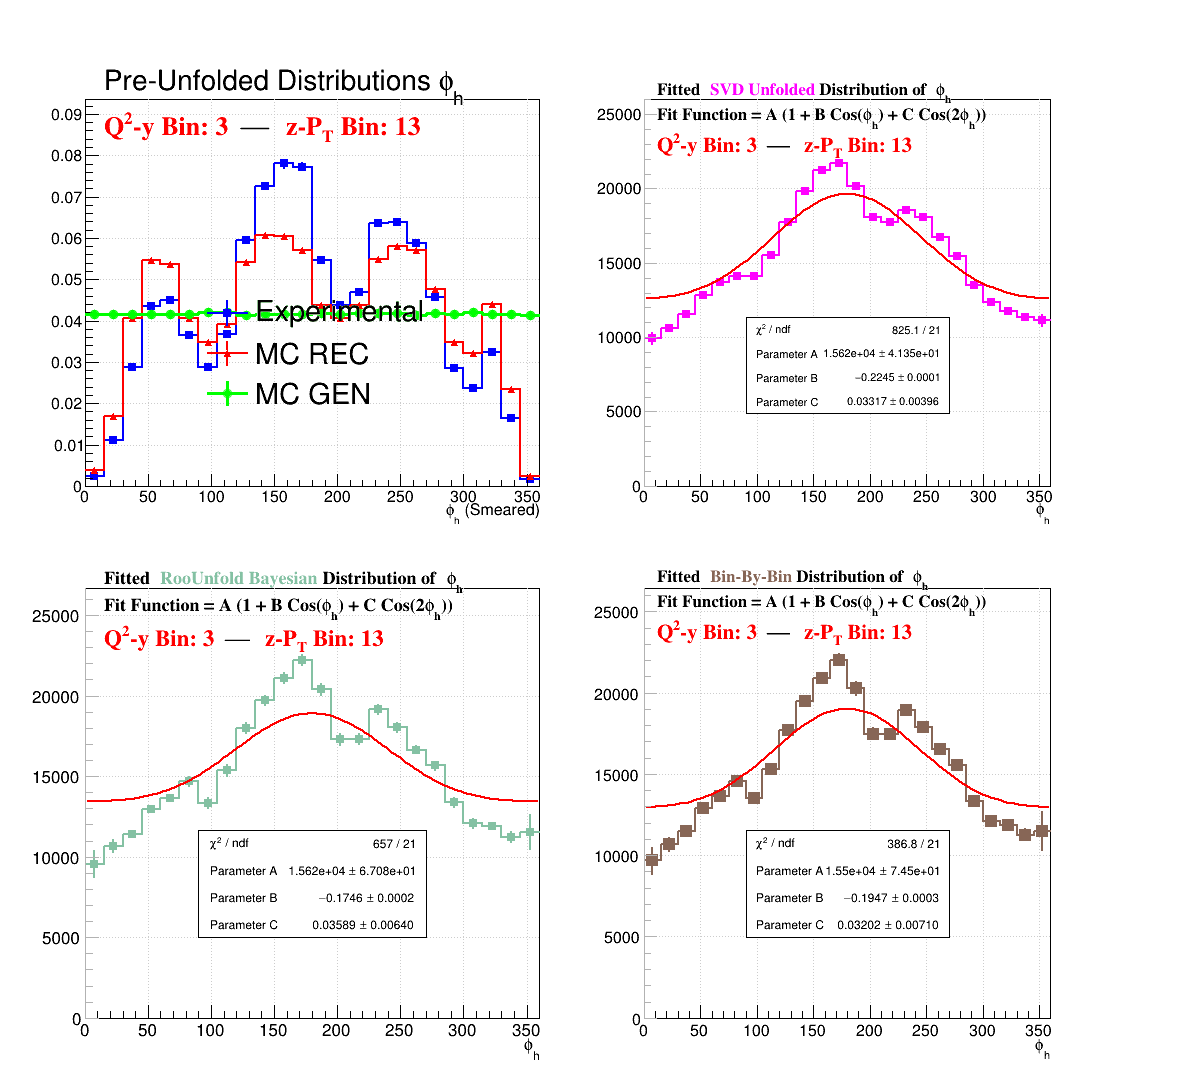 Pre-Unfolded Distributions ϕh
Q²-y Bin: 3 — z-PT Bin: 13
0.09
0.08
0.07
0.06
0.05
0.04
0.03
0.02
0.01
0
Experimental
MC REC
MC GEN
0 50 100 150 200 250 300 350
ϕh (Smeared)
Fitted SVD Unfolded Distribution of ϕh
Fit Function = A (1 + B Cos(ϕh) + C Cos(2ϕh))
Q²-y Bin: 3 — z-PT Bin: 13
25000
20000
15000
10000
5000
0
χ² / ndf 825.1 / 21
Parameter A 1.562e+04 ± 4.135e+01
Parameter B −0.2245 ± 0.0001
Parameter C 0.03317 ± 0.00396
0 50 100 150 200 250 300 350
ϕh
Fitted RooUnfold Bayesian Distribution of ϕh
Fit Function = A (1 + B Cos(ϕh) + C Cos(2ϕh))
Q²-y Bin: 3 — z-PT Bin: 13
25000
20000
15000
10000
5000
0
χ² / ndf 657 / 21
Parameter A 1.562e+04 ± 6.708e+01
Parameter B −0.1746 ± 0.0002
Parameter C 0.03589 ± 0.00640
0 50 100 150 200 250 300 350
ϕh
Fitted Bin-By-Bin Distribution of ϕh
Fit Function = A (1 + B Cos(ϕh) + C Cos(2ϕh))
Q²-y Bin: 3 — z-PT Bin: 13
25000
20000
15000
10000
5000
0
χ² / ndf 386.8 / 21
Parameter A 1.55e+04 ± 7.45e+01
Parameter B −0.1947 ± 0.0003
Parameter C 0.03202 ± 0.00710
0 50 100 150 200 250 300 350
ϕh